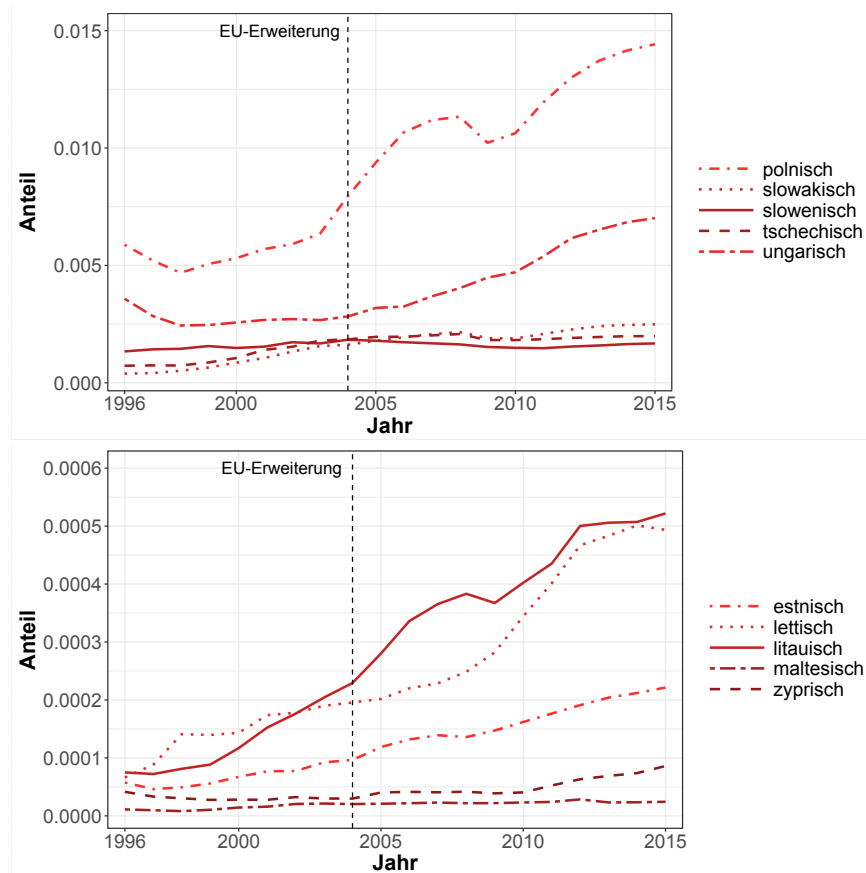 EU-Erweiterung
0.015
0.010
0.005
0.000
Anteil
1996
2000
2005
2010
2015
Jahr
polnisch
slowakisch
slowenisch
tschechisch
ungarisch
EU-Erweiterung
0.0006
0.0005
0.0004
0.0003
0.0002
0.0001
0.0000
Anteil
1996
2000
2005
2010
2015
Jahr
estnisch
lettisch
litauisch
maltesisch
zyprisch